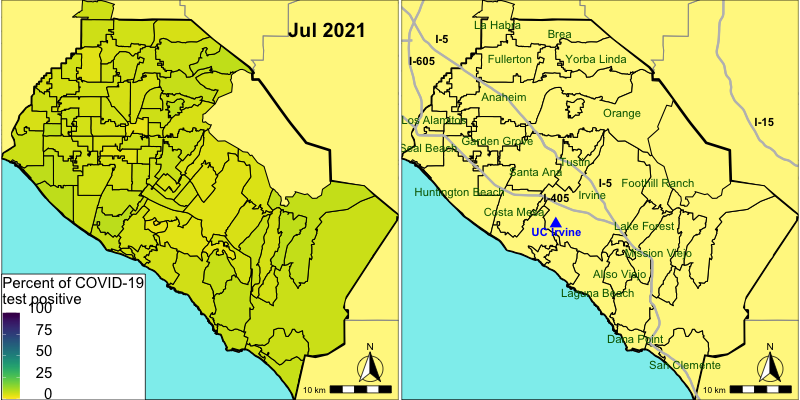 Jul 2021
Percent of COVID-19
test positive
100
75
50
25
0
N
10 km
La Habra
I-5
Brea
I-605
Fullerton
Yorba Linda
Anaheim
Orange
I-15
Los Alamitos
Garden Grove
Seal Beach
Tustin
Santa Ana
I-5
Foothill Ranch
Huntington Beach
I-405
Irvine
Costa Mesa
UC Irvine
Lake Forest
Mission Viejo
Aliso Viejo
Laguna Beach
Dana Point
San Clemente
N
10 km